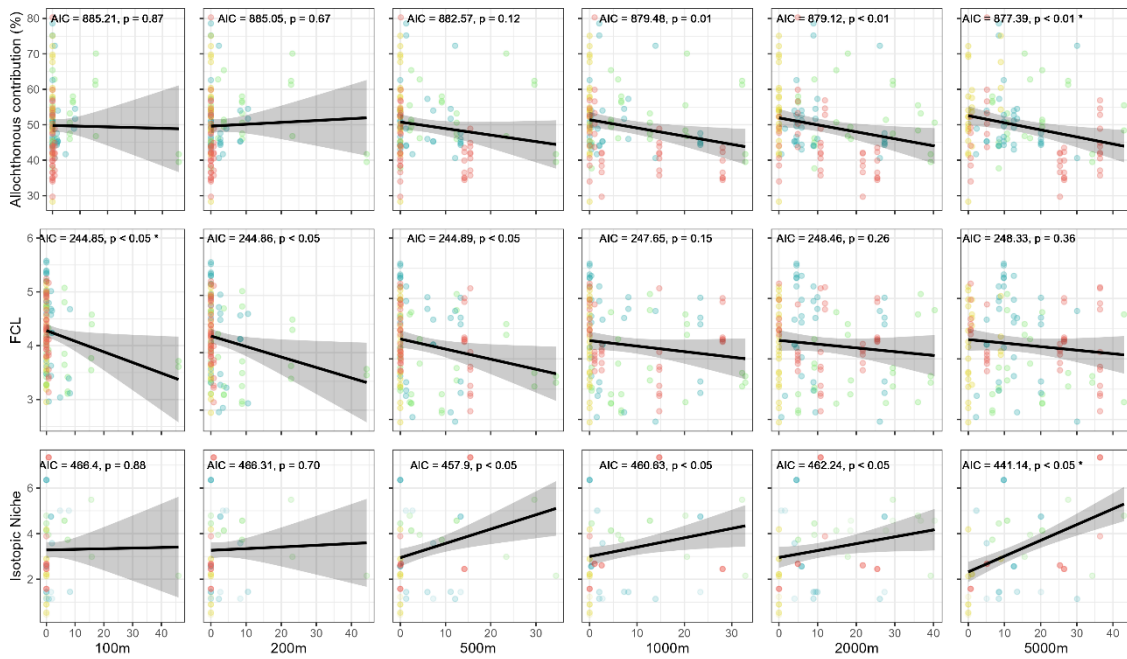 AIC = 885.21, p = 0.87
AIC = 885.05, p = 0.67
AIC = 882.57, p = 0.12
AIC = 879.48, p = 0.01
AIC = 879.12, p < 0.01
AIC = 877.39, p < 0.01 *
Allochthonous contribution (%)
80
70
60
50
40
30
AIC = 244.85, p < 0.05 *
AIC = 244.86, p < 0.05
AIC = 244.89, p < 0.05
AIC = 247.65, p = 0.15
AIC = 248.46, p = 0.26
AIC = 248.33, p = 0.36
FCL
6
5
4
3
AIC = 466.4, p = 0.88
AIC = 466.31, p = 0.70
AIC = 457.9, p < 0.05
AIC = 460.63, p < 0.05
AIC = 462.24, p < 0.05
AIC = 441.14, p < 0.05 *
Isotopic Niche
6
4
2
0 10 20 30 40
0 10 20 30 40
0 10 20 30
0 10 20 30
0 10 20 30 40
0 10 20 30 40
100m
200m
500m
1000m
2000m
5000m